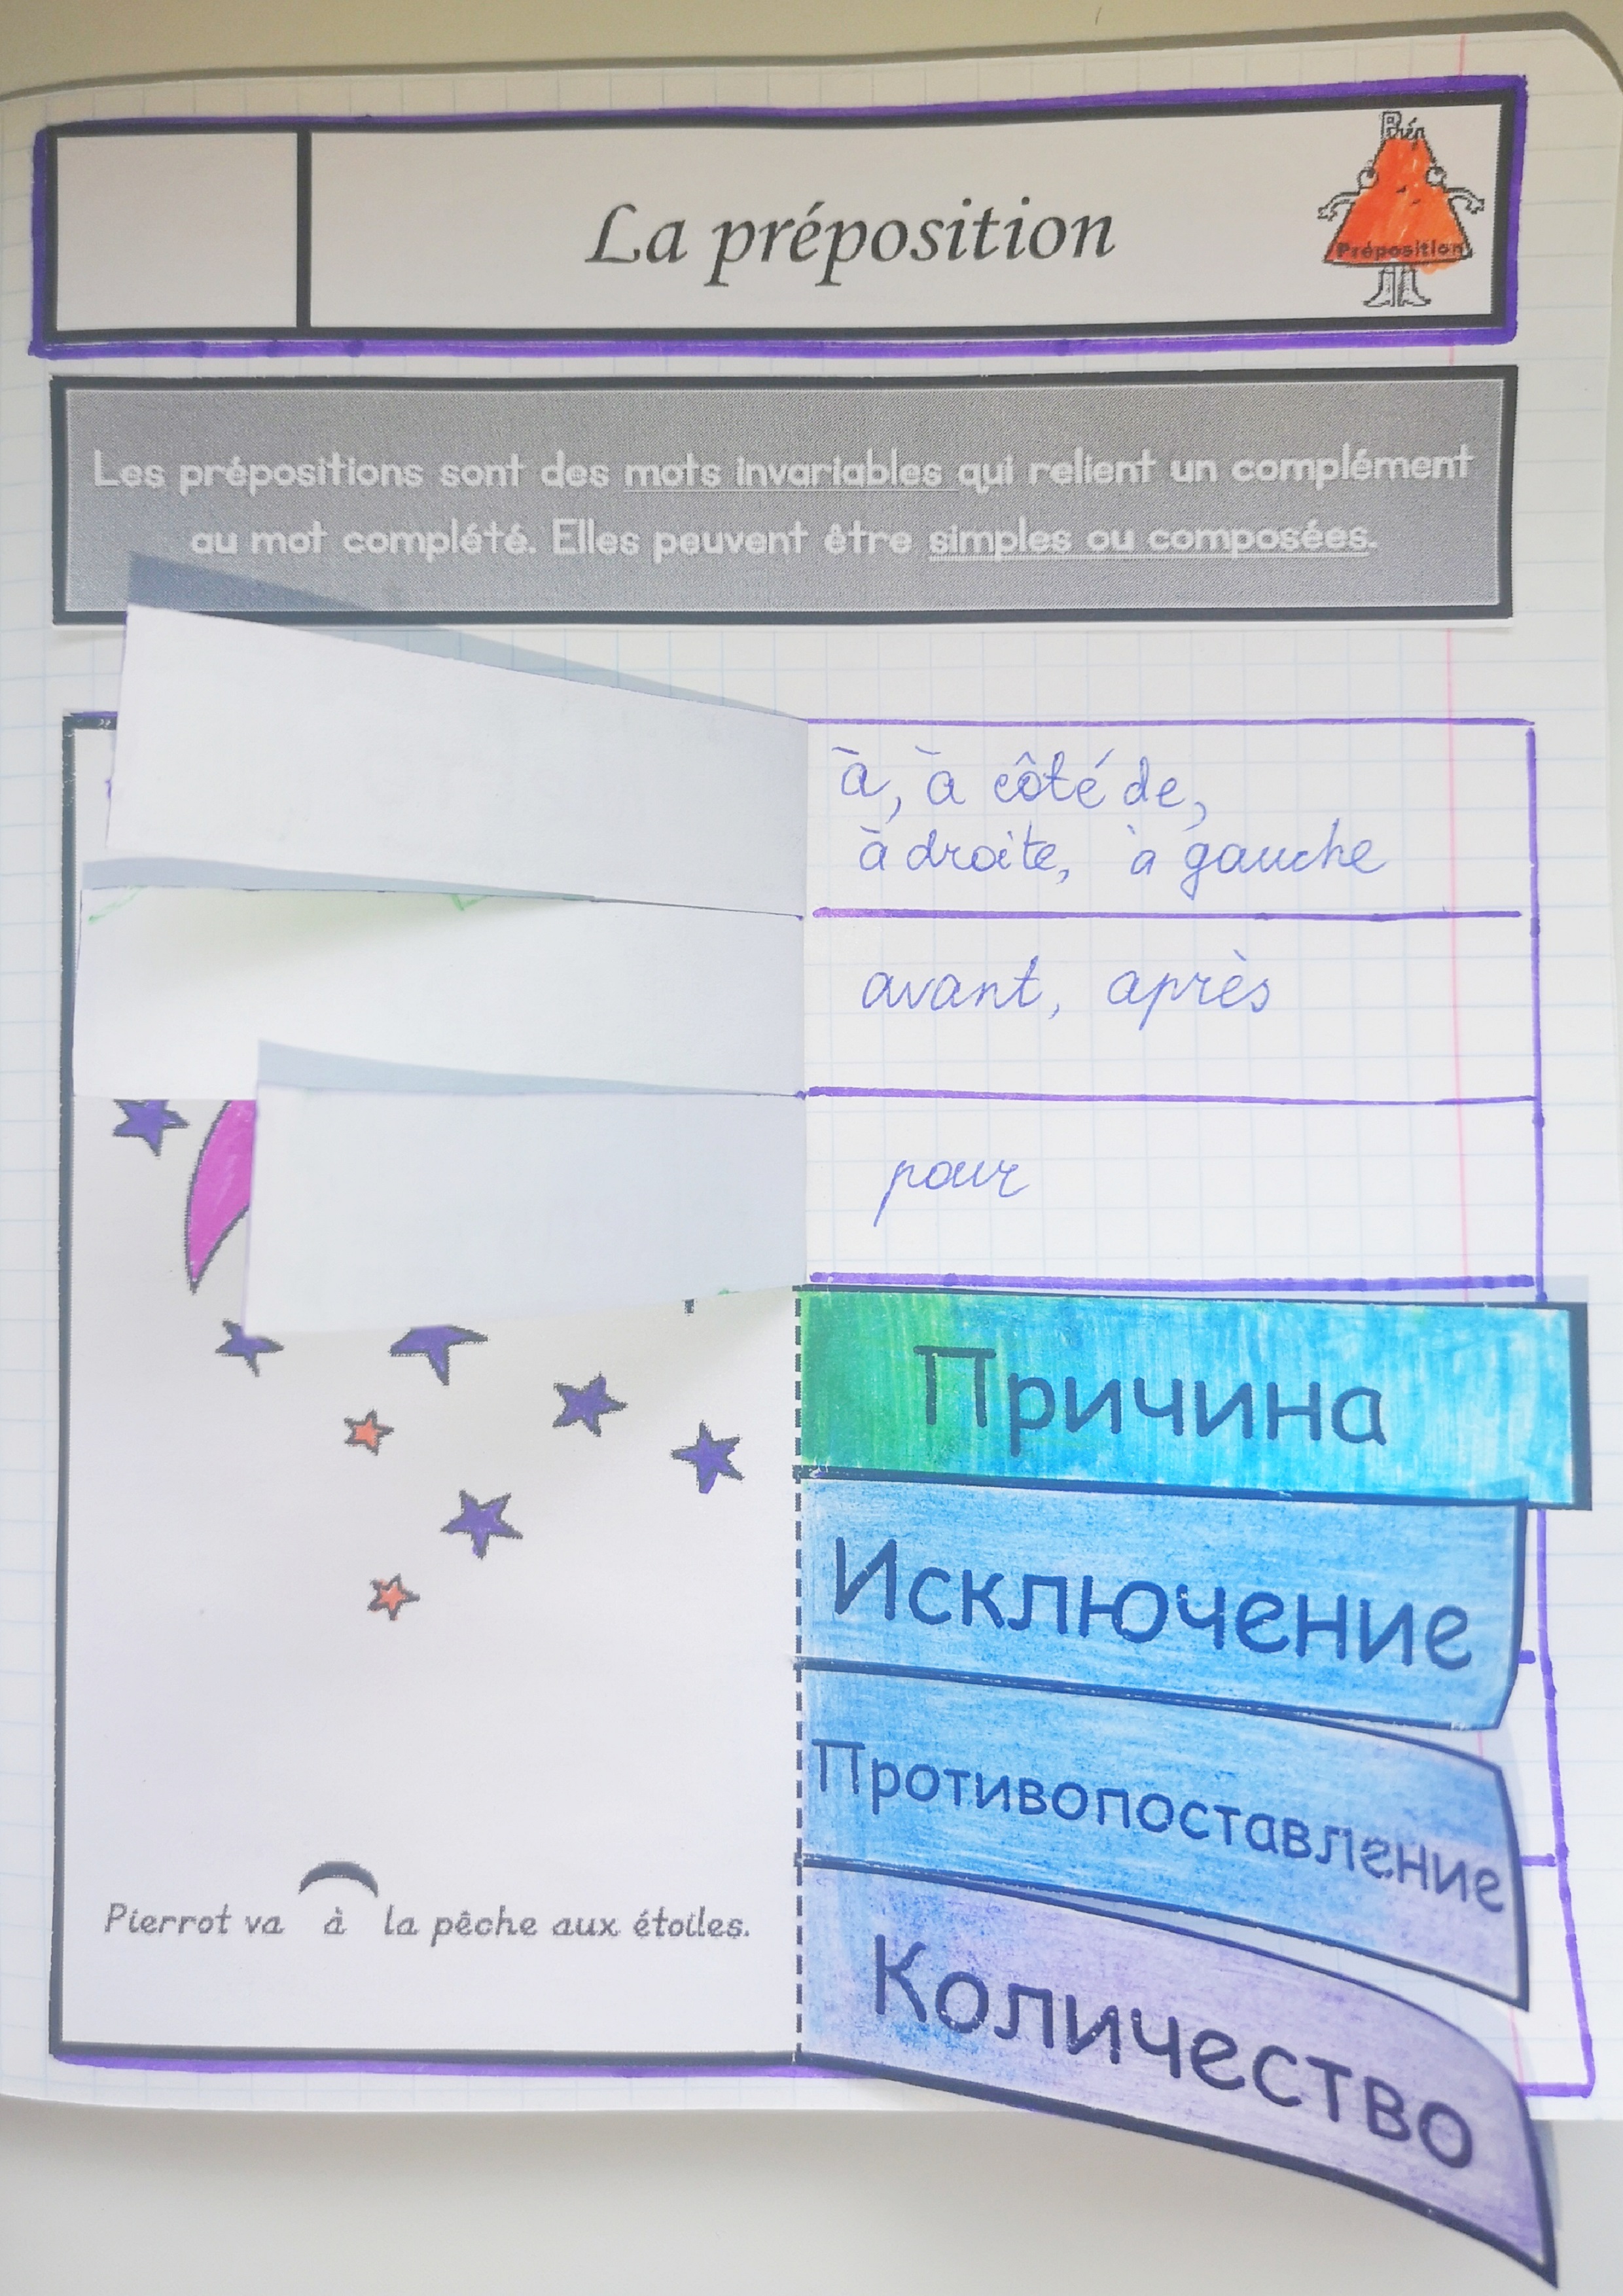 La préposition
Prép
Préposition
Les prépositions sont des mots invariables qui relient un complément
au mot complété. Elles peuvent être simples ou composées.
à, à côté de,
à droite, à gauche
avant, après
pour
Причина
Исключение
Противопоставление
Количество
Pierrot va à la pêche aux étoiles.